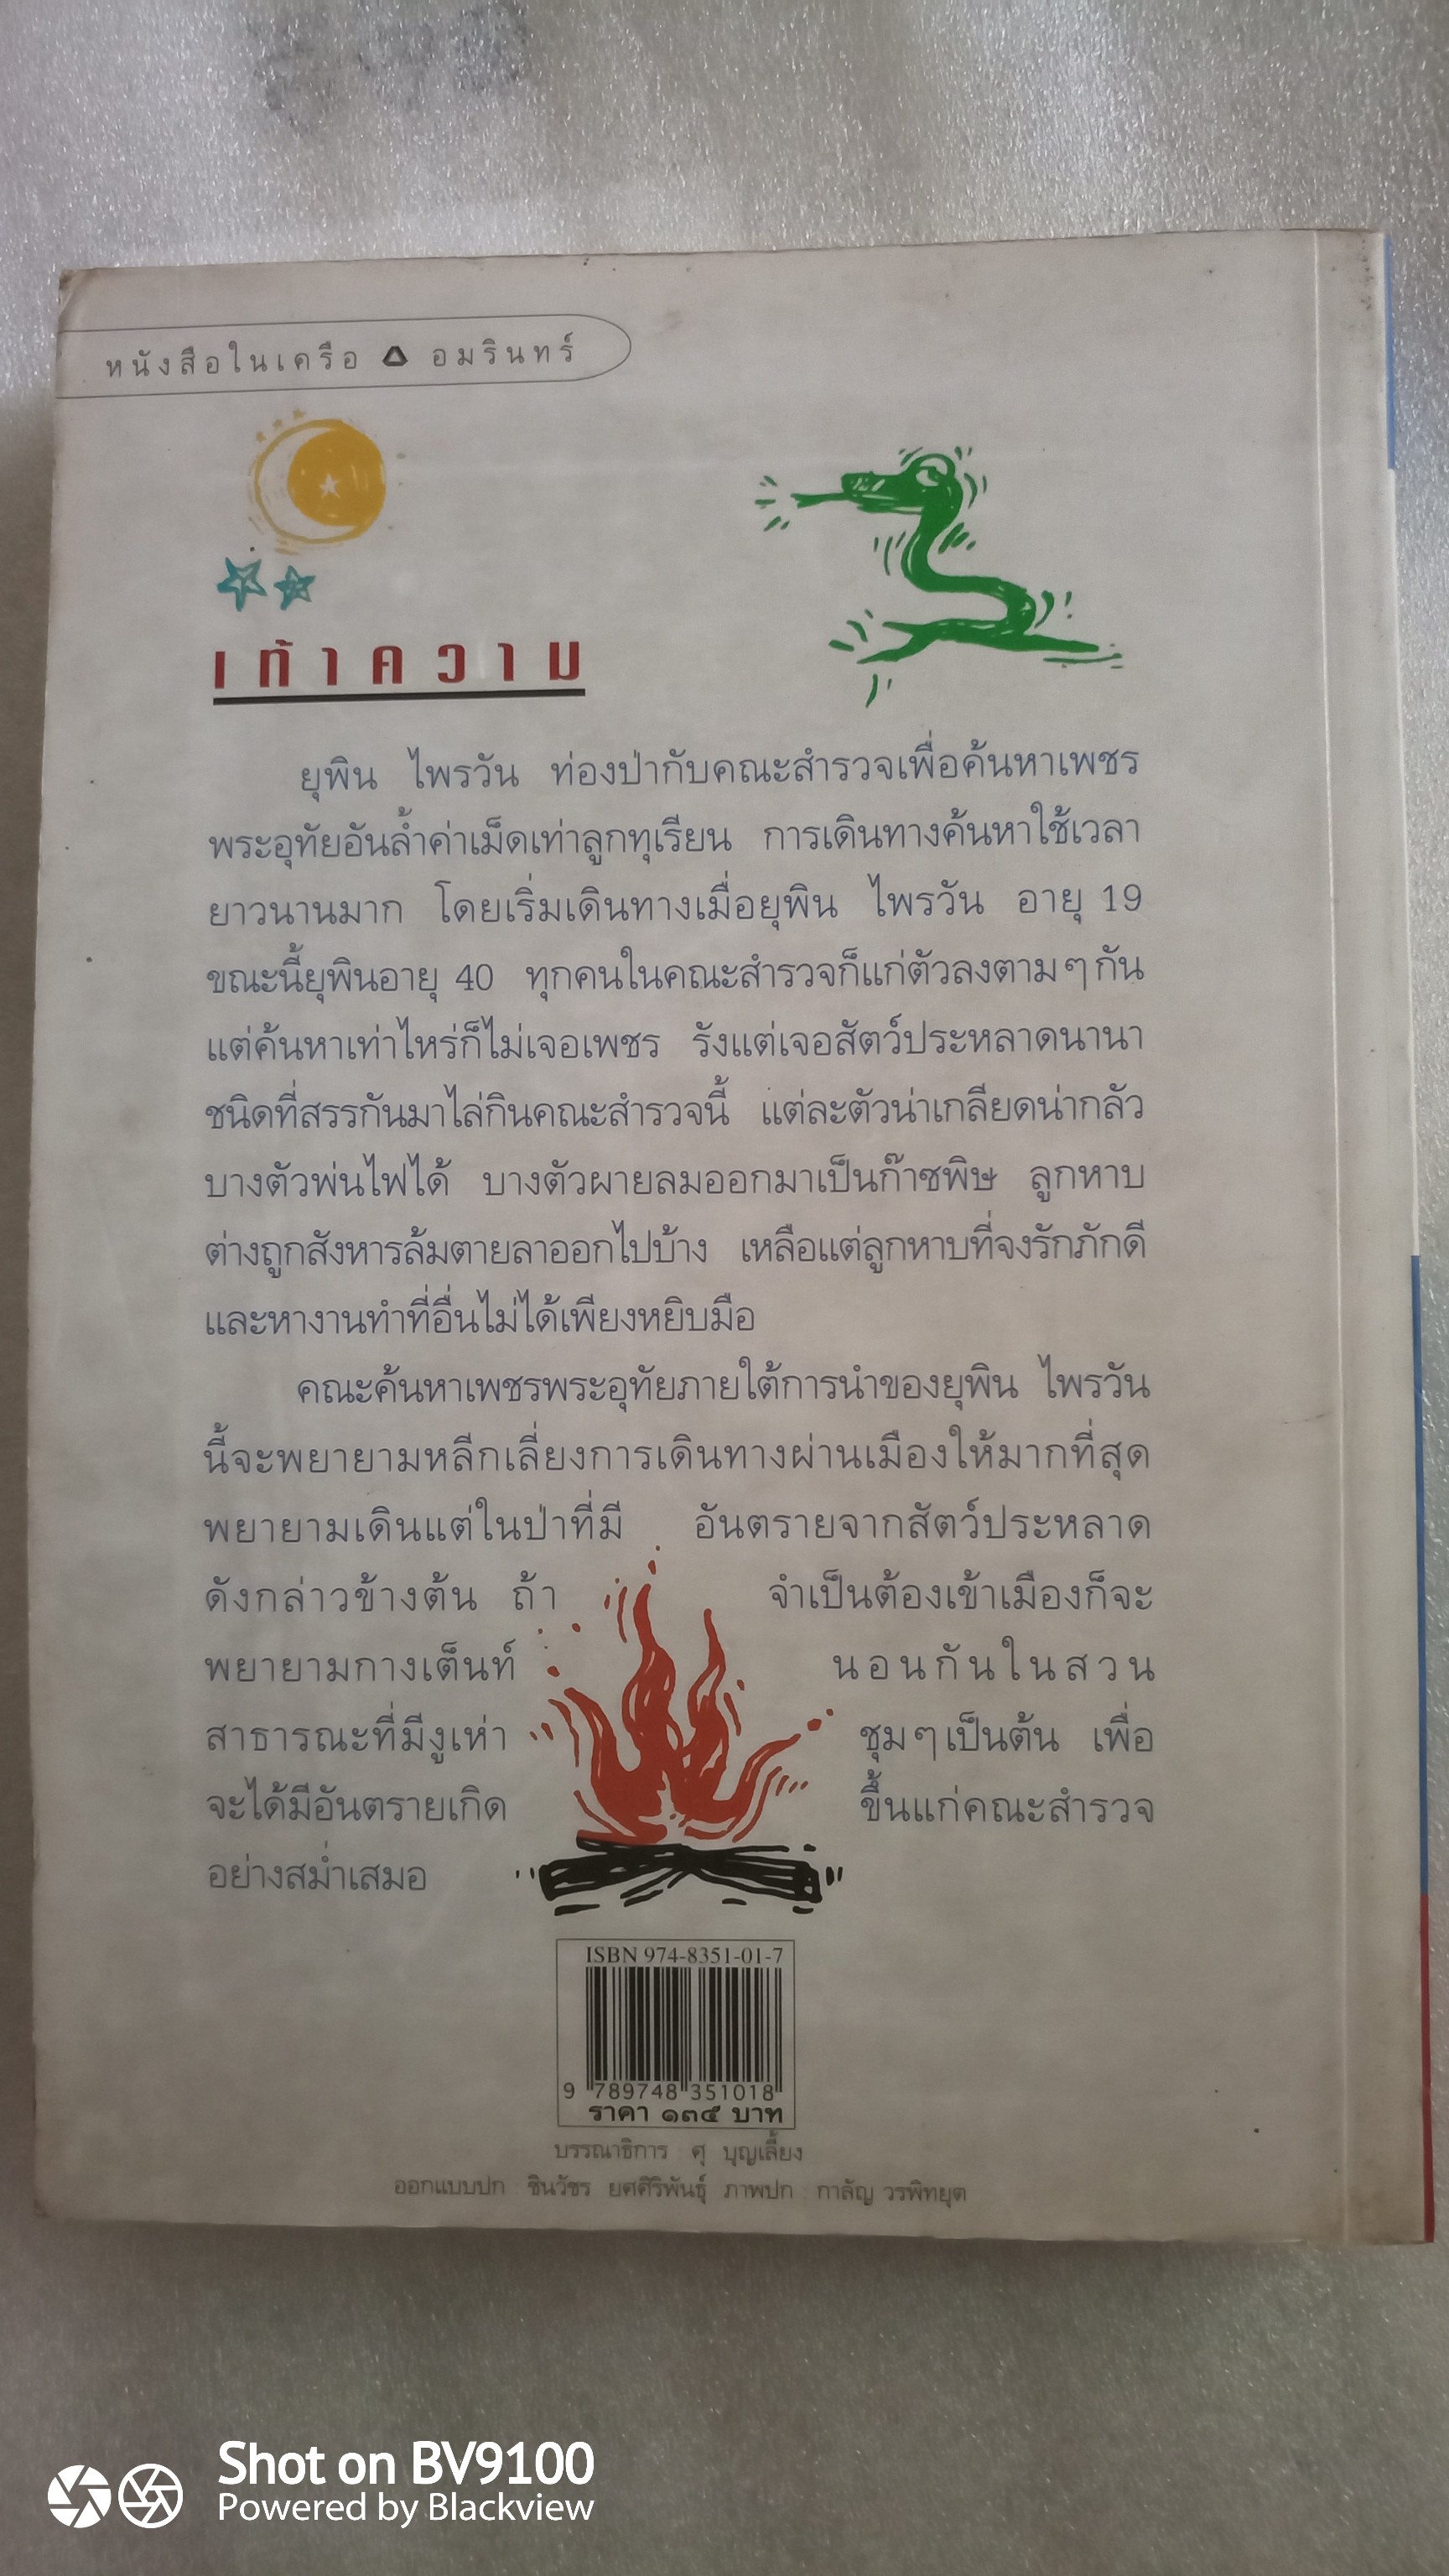 หนังสือในเครือ อมรินทร์
เท้าความ
ยุพิน ไพรวัน ท่องป่ากับคณะสำรวจเพื่อค้นหาเพชร
พระอุทัยอันล้ำค่าเม็ดเท่าลูกทุเรียน การเดินทางค้นหาใช้เวลา
ยาวนานมาก โดยเริ่มเดินทางเมื่อยุพิน ไพรวัน อายุ 19
ขณะนี้ยุพินอายุ 40 ทุกคนในคณะสำรวจก็แก่ตัวลงตามๆกัน
แต่ค้นหาเท่าไหร่ก็ไม่เจอเพชร รังแต่เจอสัตว์ประหลาดนานา
ชนิดที่สรรกันมาไล่กินคณะสำรวจนี้ แต่ละตัวน่าเกลียดน่ากลัว
บางตัวพ่นไฟได้ บางตัวผายลมออกมาเป็นก๊าซพิษ ลูกหาบ
ต่างถูกสังหารล้มตายลาออกไปบ้าง เหลือแต่ลูกหาบที่จงรักภักดี
และหางานทำที่อื่นไม่ได้เพียงหยิบมือ
คณะค้นหาเพชรพระอุทัยภายใต้การนำของยุพิน ไพรวัน
นี้จะพยายามหลีกเลี่ยงการเดินทางผ่านเมืองให้มากที่สุด
พยายามเดินแต่ในป่าที่มี อันตรายจากสัตว์ประหลาด
ดังกล่าวข้างต้น ถ้า จำเป็นต้องเข้าเมืองก็จะ
พยายามกางเต็นท์ นอนกันในสวน
สาธารณะที่มีงูเห่า ชุมๆเป็นต้น เพื่อ
จะได้มีอันตรายเกิด ขึ้นแก่คณะสำรวจ
อย่างสม่ำเสมอ
ISBN 974-8351-01-7
9 789748 351018
ราคา ๑๓๕ บาท
บรรณาธิการ ศุ บุญเลี้ยง
ออกแบบปก ชินวัชร ยศศิริพันธุ์ ภาพปก กาลัญ วรพิทยุต
Shot on BV9100
Powered by Blackview